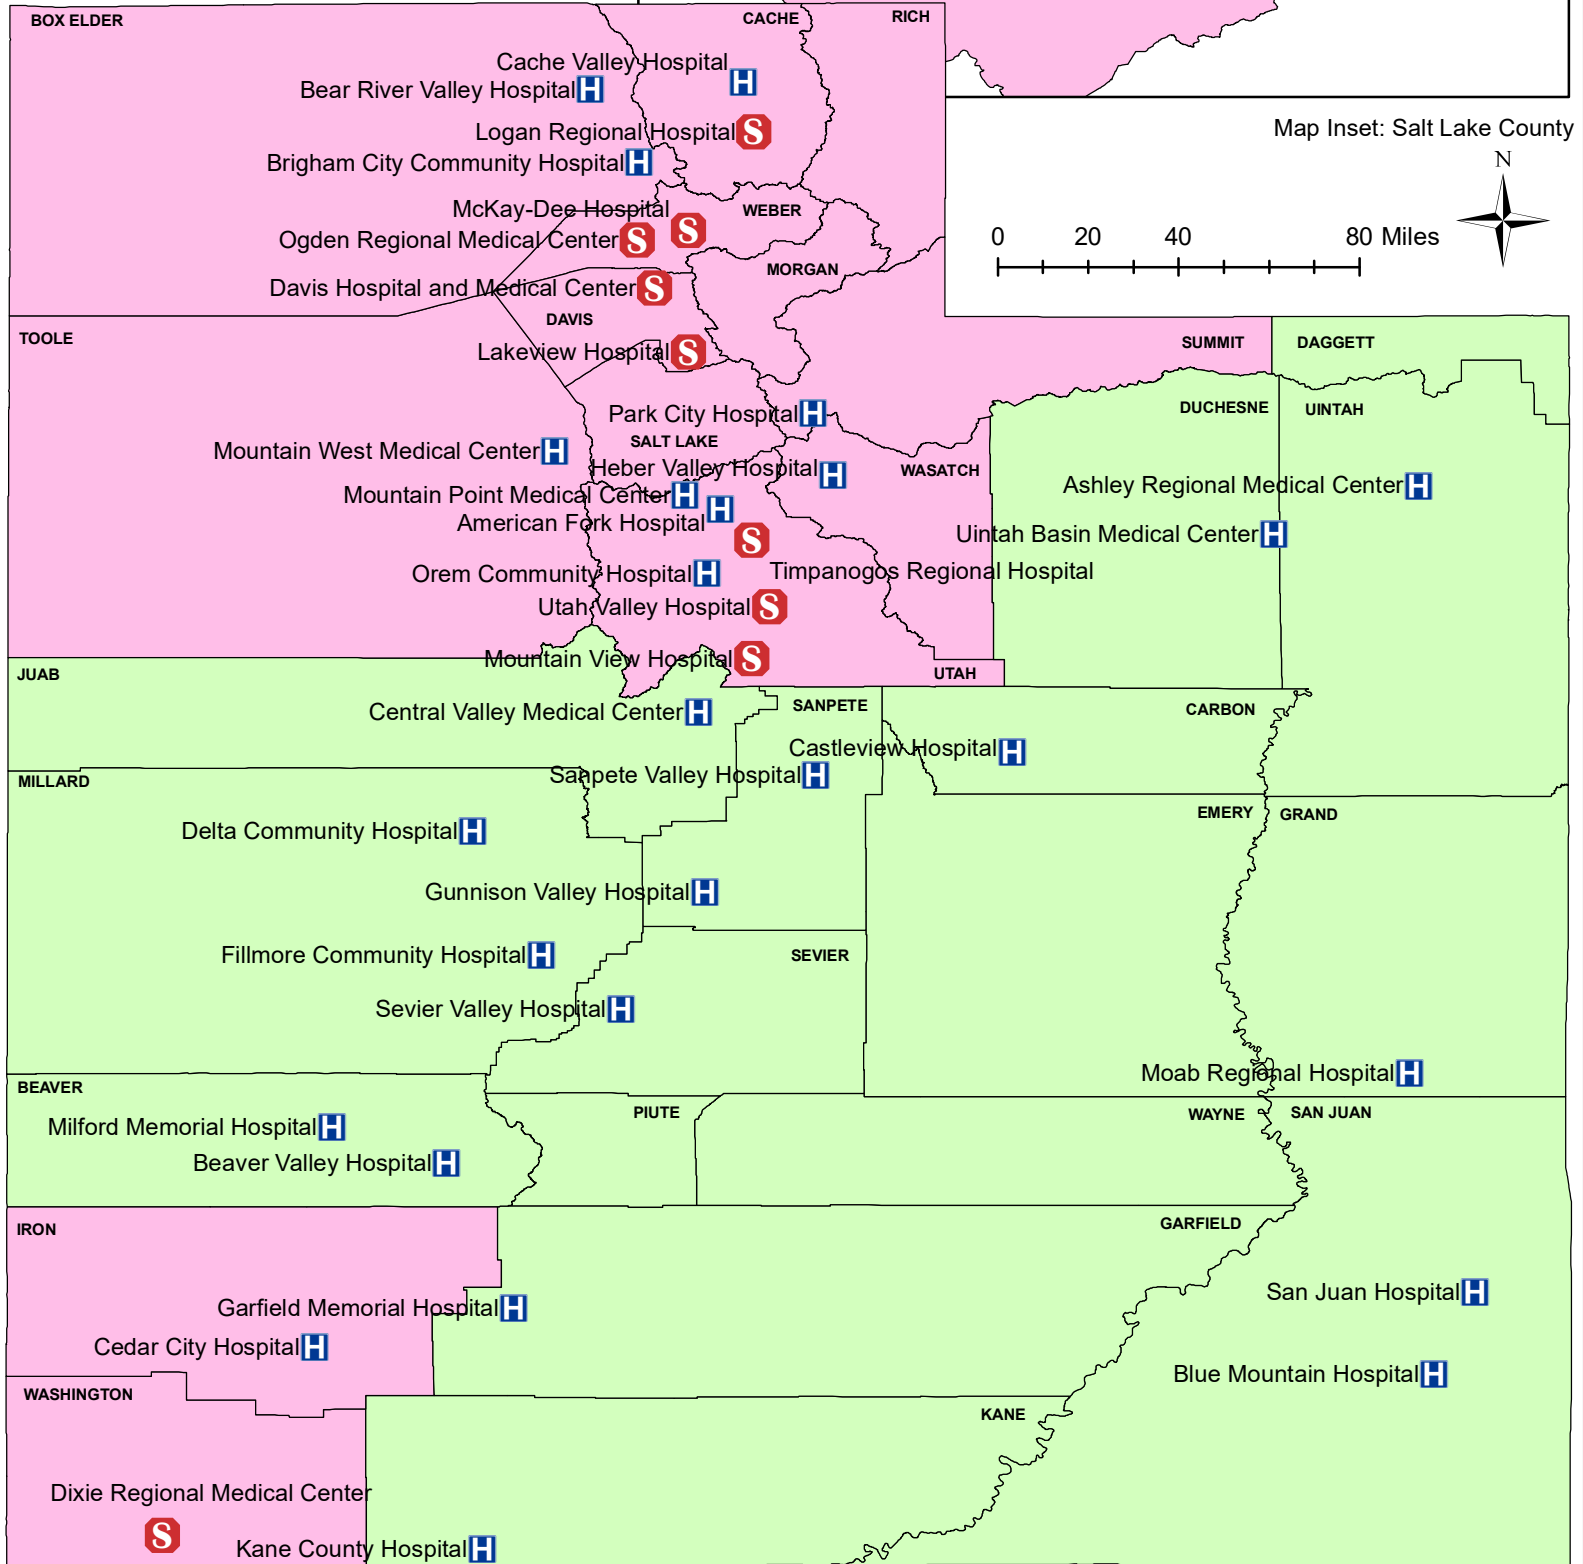 BOX ELDER
CACHE
RICH
Cache Valley Hospital
H
Bear River Valley Hospital H
Map Inset: Salt Lake County
Logan Regional Hospital S
Brigham City Community Hospital H
N
McKay-Dee Hospital
S
WEBER
Ogden Regional Medical Center S
0 20 40 80 Miles
MORGAN
Davis Hospital and Medical Center S
DAVIS
TOOLE
SUMMIT
DAGGETT
Lakeview Hospital S
DUCHESNE
UINTAH
Park City Hospital H
SALT LAKE
Mountain West Medical Center H
Heber Valley Hospital H
WASATCH
Ashley Regional Medical Center H
Mountain Point Medical Center H
American Fork Hospital H
Uintah Basin Medical Center H
S
Timpanogos Regional Hospital
Orem Community Hospital H
Utah Valley Hospital S
Mountain View Hospital S
JUAB
UTAH
Central Valley Medical Center H
SANPETE
CARBON
Castleview Hospital H
Sanpete Valley Hospital H
MILLARD
EMERY
GRAND
Delta Community Hospital H
Gunnison Valley Hospital H
Fillmore Community Hospital H
SEVIER
Sevier Valley Hospital H
Moab Regional Hospital H
BEAVER
PIUTE
WAYNE
SAN JUAN
Milford Memorial Hospital H
Beaver Valley Hospital H
IRON
GARFIELD
San Juan Hospital H
Garfield Memorial Hospital H
Cedar City Hospital H
Blue Mountain Hospital H
WASHINGTON
KANE
Dixie Regional Medical Center
S
Kane County Hospital H